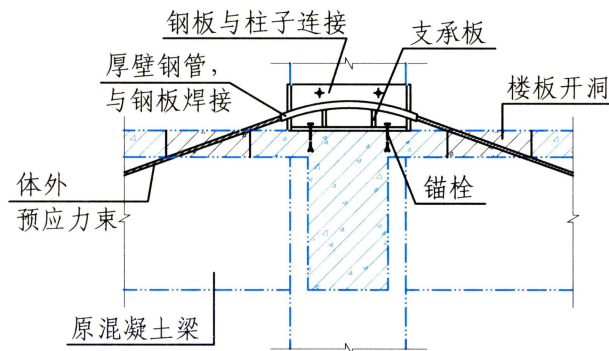 钢板与柱子连接
支承板
厚壁钢管，
与钢板焊接
楼板开洞
体外
预应力束
锚栓
原混凝土梁